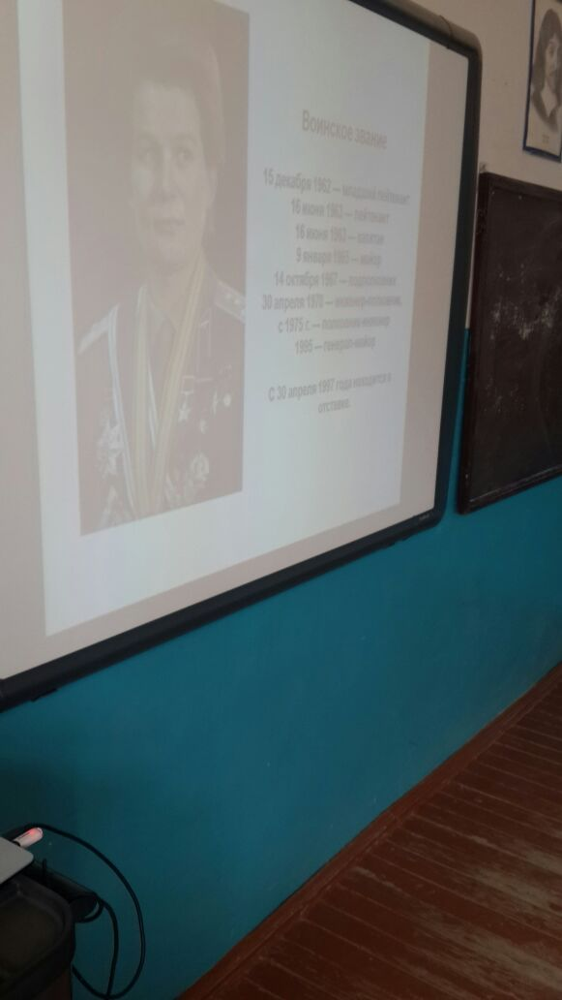 Воинское звание
15 декабря 1962 — младший лейтенант
16 июня 1963 — лейтенант
16 июня 1963 — капитан
9 января 1965 — майор
14 октября 1967 — подполковник
30 апреля 1970 — инженер-полковник,
с 1975 г. — полковник-инженер
1995 — генерал-майор
С 30 апреля 1997 года находится в
отставке.